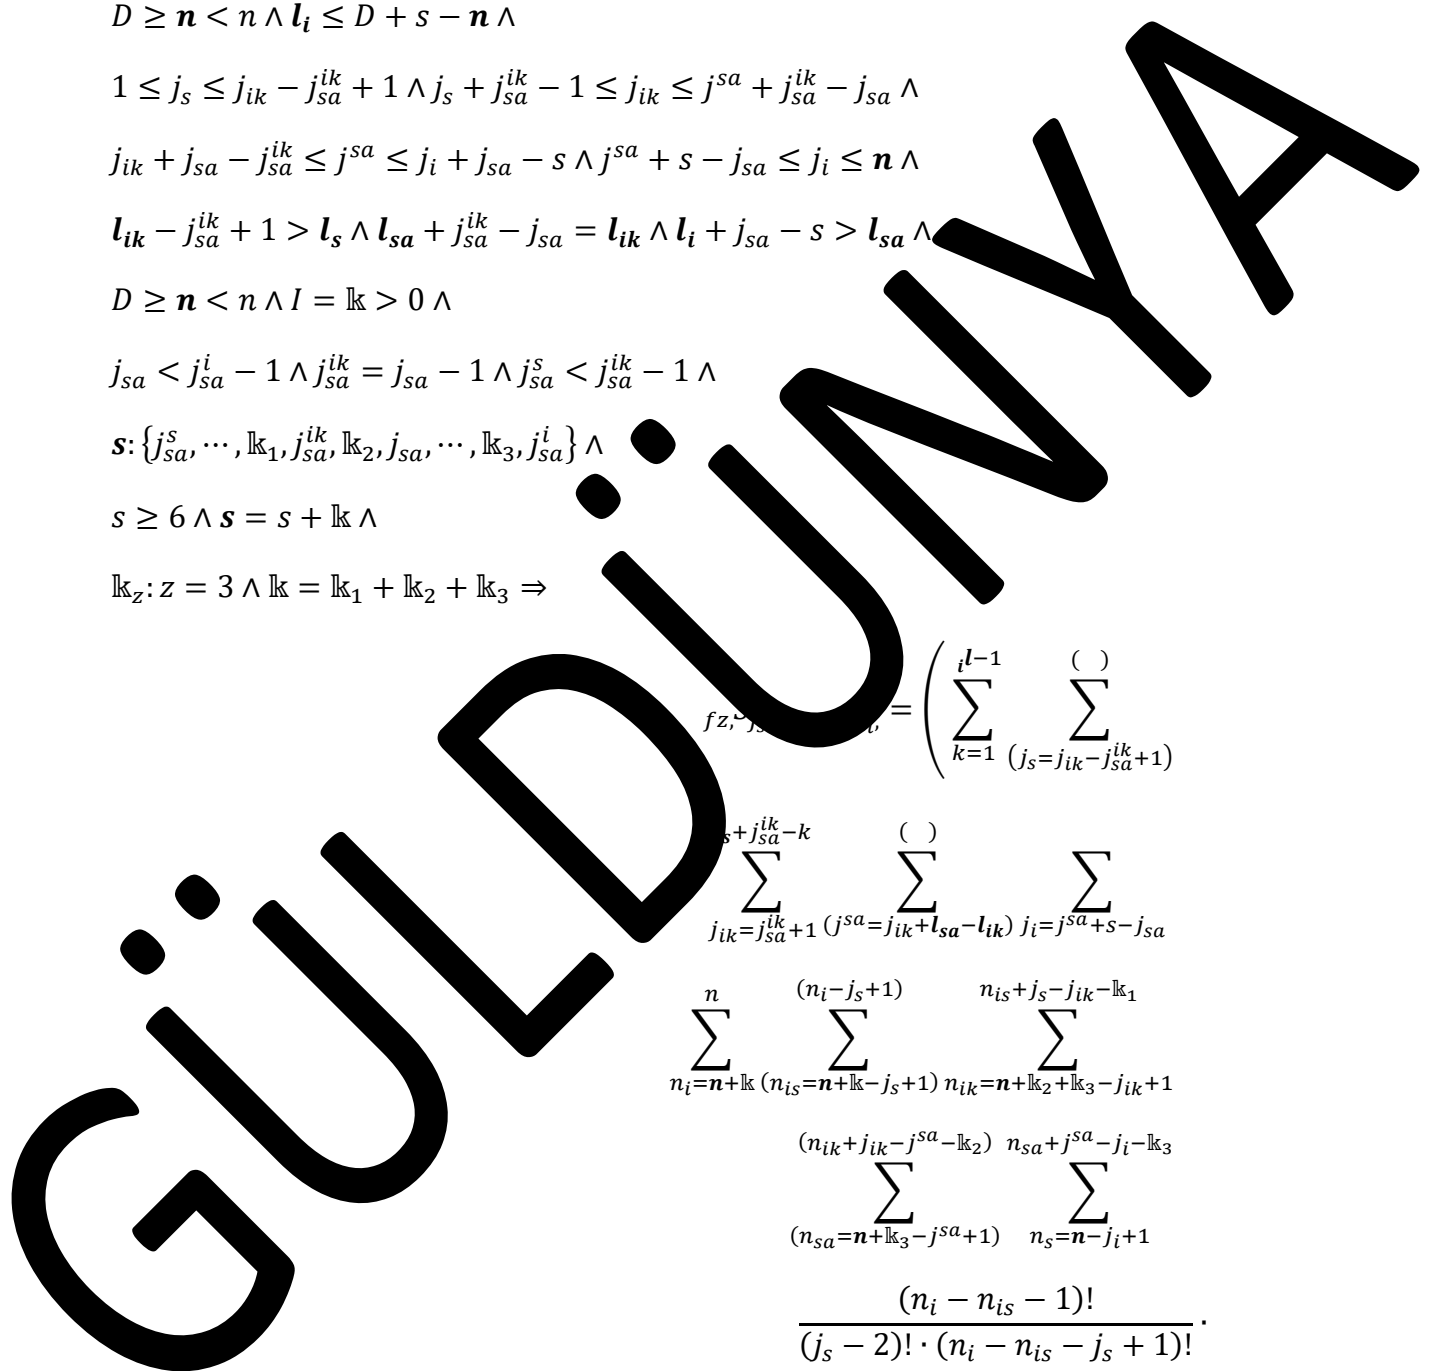 D ≥ 𝒏 < n ∧ 𝒍_𝒊 ≤ D + s − 𝒏 ∧
1 ≤ j_s ≤ j_{ik} − j_{sa}^{ik} + 1 ∧ j_s + j_{sa}^{ik} − 1 ≤ j_{ik} ≤ j^{sa} + j_{sa}^{ik} − j_{sa} ∧
j_{ik} + j_{sa} − j_{sa}^{ik} ≤ j^{sa} ≤ j_i + j_{sa} − s ∧ j^{sa} + s − j_{sa} ≤ j_i ≤ 𝒏 ∧
𝒍_{𝒊𝒌} − j_{sa}^{ik} + 1 > 𝒍_𝒔 ∧ 𝒍_{𝒔𝒂} + j_{sa}^{ik} − j_{sa} = 𝒍_{𝒊𝒌} ∧ 𝒍_𝒊 + j_{sa} − s > 𝒍_{𝒔𝒂} ∧
D ≥ 𝒏 < n ∧ I = 𝕜 > 0 ∧
j_{sa} < j_{sa}^i − 1 ∧ j_{sa}^{ik} = j_{sa} − 1 ∧ j_{sa}^s < j_{sa}^{ik} − 1 ∧
𝒔: {j_{sa}^s, ⋯, 𝕜_1, j_{sa}^{ik}, 𝕜_2, j_{sa}, ⋯, 𝕜_3, j_{sa}^i} ∧
s ≥ 6 ∧ 𝒔 = s + 𝕜 ∧
𝕜_z: z = 3 ∧ 𝕜 = 𝕜_1 + 𝕜_2 + 𝕜_3 ⇒
= ( ∑_{k=1}^{_𝒊𝒍−1} ∑_{(j_s=j_{ik}−j_{sa}^{ik}+1)}^{( )}
∑_{j_{ik}=j_{sa}^{ik}+1}^{+j_{sa}^{ik}−k} ∑_{(j^{sa}=j_{ik}+𝒍_{𝒔𝒂}−𝒍_{𝒊𝒌})}^{( )} ∑_{j_i=j^{sa}+s−j_{sa}}
∑_{n_i=𝒏+𝕜}^{n} ∑_{(n_{is}=𝒏+𝕜−j_s+1)}^{(n_i−j_s+1)} ∑_{n_{ik}=𝒏+𝕜_2+𝕜_3−j_{ik}+1}^{n_{is}+j_s−j_{ik}−𝕜_1}
∑_{(n_{sa}=𝒏+𝕜_3−j^{sa}+1)}^{(n_{ik}+j_{ik}−j^{sa}−𝕜_2)} ∑_{n_s=𝒏−j_i+1}^{n_{sa}+j^{sa}−j_i−𝕜_3}
(n_i − n_{is} − 1)!
/ (j_s − 2)! · (n_i − n_{is} − j_s + 1)! ·
GÜLDÜNYA